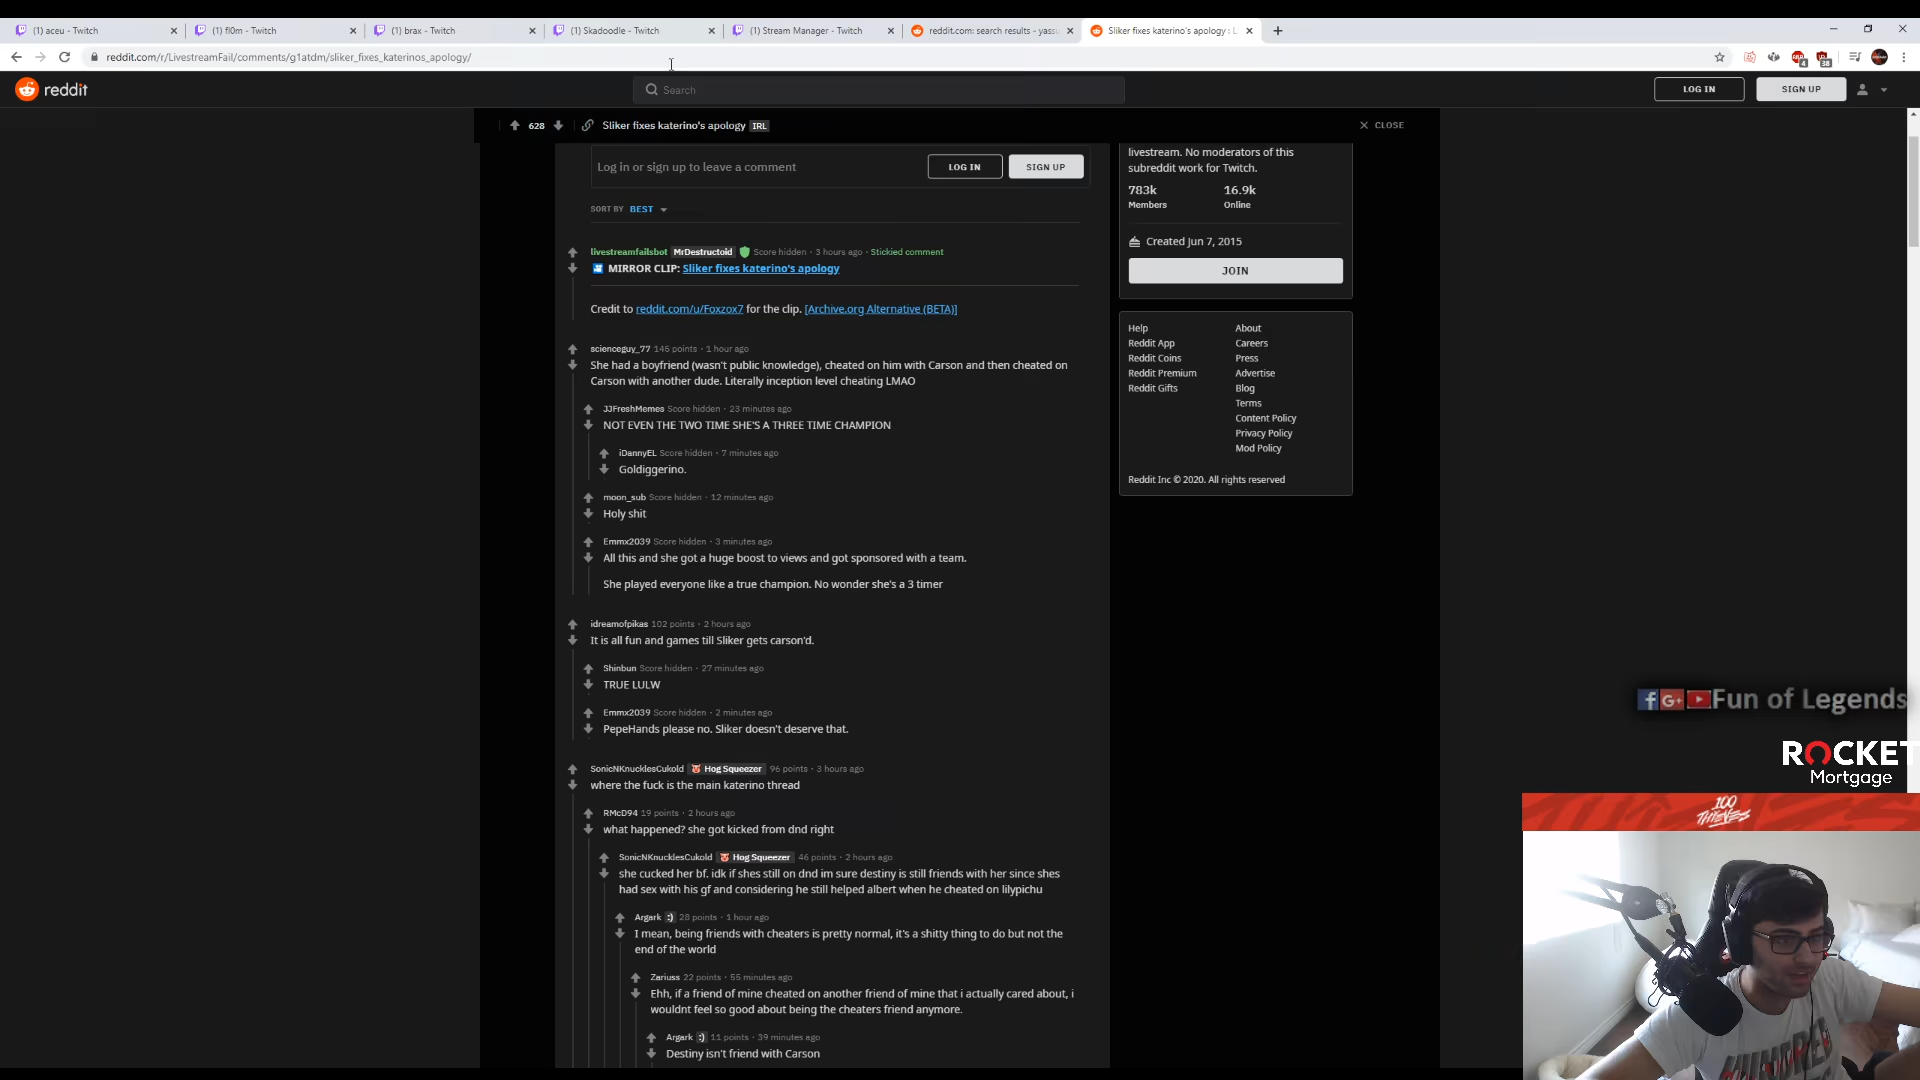 (1) aceu - Twitch
(1) fl0m - Twitch
(1) brax - Twitch
(1) Skadoodle - Twitch
(1) Stream Manager - Twitch
reddit.com: search results - yassu
Sliker fixes katerino's apology : L
reddit.com/r/LivestreamFail/comments/g1atdm/sliker_fixes_katerinos_apology/
4
38
reddit
Search
LOG IN
SIGN UP
628
Sliker fixes katerino's apology IRL
CLOSE
Log in or sign up to leave a comment
LOG IN
SIGN UP
SORT BY BEST
livestreamfailsbot MrDestructoid Score hidden · 3 hours ago · Stickied comment
MIRROR CLIP: Sliker fixes katerino's apology
Credit to reddit.com/u/Foxzox7 for the clip. [Archive.org Alternative (BETA)]
scienceguy_77 145 points · 1 hour ago
She had a boyfriend (wasn't public knowledge), cheated on him with Carson and then cheated on
Carson with another dude. Literally inception level cheating LMAO
JJFreshMemes Score hidden · 23 minutes ago
NOT EVEN THE TWO TIME SHE'S A THREE TIME CHAMPION
iDannyEL Score hidden · 7 minutes ago
Goldiggerino.
moon_sub Score hidden · 12 minutes ago
Holy shit
Emmx2039 Score hidden · 3 minutes ago
All this and she got a huge boost to views and got sponsored with a team.
She played everyone like a true champion. No wonder she's a 3 timer
idreamofpikas 102 points · 2 hours ago
It is all fun and games till Sliker gets carson'd.
Shinbun Score hidden · 27 minutes ago
TRUE LULW
Emmx2039 Score hidden · 2 minutes ago
PepeHands please no. Sliker doesn't deserve that.
SonicNKnucklesCukold Hog Squeezer 96 points · 3 hours ago
where the fuck is the main katerino thread
RMcD94 19 points · 2 hours ago
what happened? she got kicked from dnd right
SonicNKnucklesCukold Hog Squeezer 46 points · 2 hours ago
she cucked her bf. idk if shes still on dnd im sure destiny is still friends with her since shes
had sex with his gf and considering he still helped albert when he cheated on lilypichu
Argark :) 28 points · 1 hour ago
I mean, being friends with cheaters is pretty normal, it's a shitty thing to do but not the
end of the world
Zariuss 22 points · 55 minutes ago
Ehh, if a friend of mine cheated on another friend of mine that i actually cared about, i
wouldnt feel so good about being the cheaters friend anymore.
Argark :) 11 points · 39 minutes ago
Destiny isn't friend with Carson
livestream. No moderators of this
subreddit work for Twitch.
783k 16.9k
Members Online
Created Jun 7, 2015
JOIN
Help About
Reddit App Careers
Reddit Coins Press
Reddit Premium Advertise
Reddit Gifts Blog
Terms
Content Policy
Privacy Policy
Mod Policy
Reddit Inc © 2020. All rights reserved
Fun of Legends
ROCKET
Mortgage
100
THIEVES